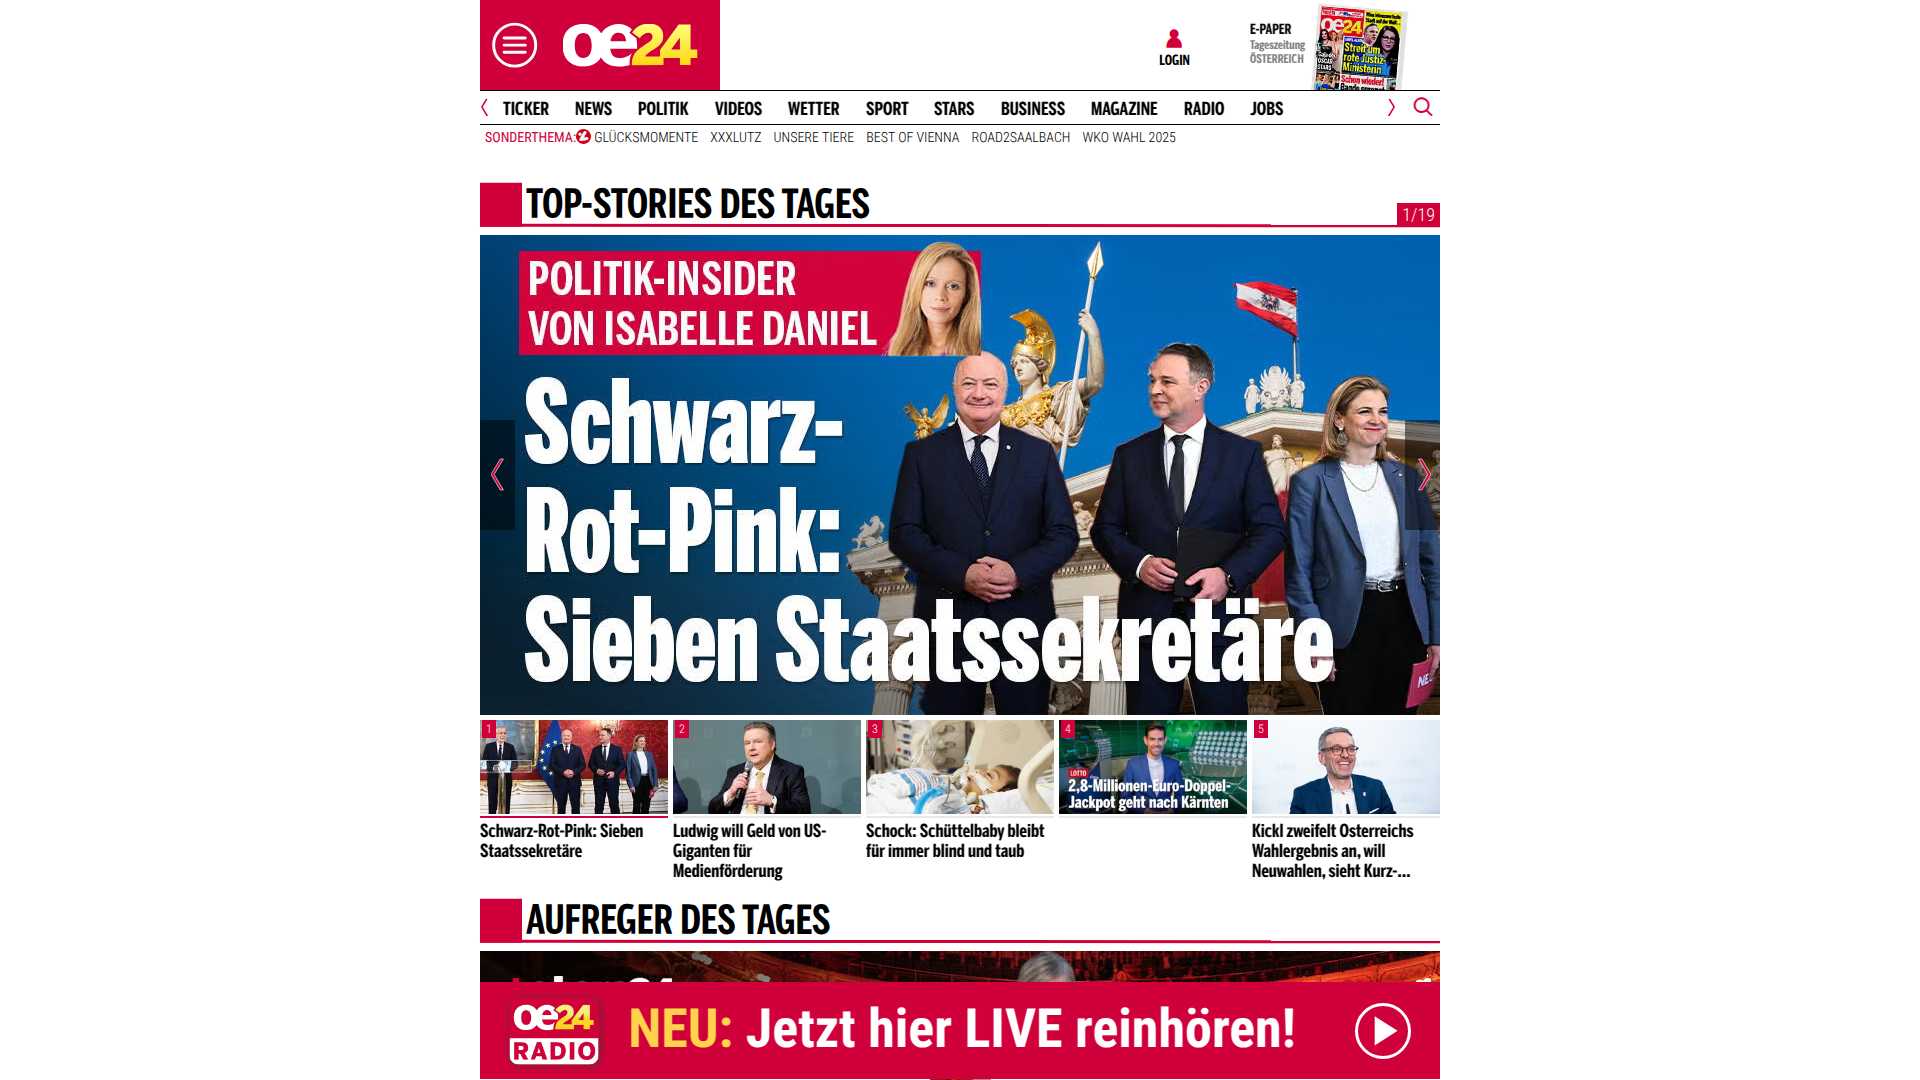 oe24
LOGIN
E-PAPER
Tageszeitung
ÖSTERREICH
oe24
Streit um
rote Justiz-
Ministerin
Schon wieder!
TICKER NEWS POLITIK VIDEOS WETTER SPORT STARS BUSINESS MAGAZINE RADIO JOBS
SONDERTHEMA: GLÜCKSMOMENTE XXXLUTZ UNSERE TIERE BEST OF VIENNA ROAD2SAALBACH WKO WAHL 2025
TOP-STORIES DES TAGES
1/19
POLITIK-INSIDER
VON ISABELLE DANIEL
Schwarz-
Rot-Pink:
Sieben Staatssekretäre
1
2
3
4
5
LOTTO
2,8-Millionen-Euro-Doppel-
Jackpot geht nach Kärnten
Schwarz-Rot-Pink: Sieben
Staatssekretäre
Ludwig will Geld von US-
Giganten für
Medienförderung
Schock: Schüttelbaby bleibt
für immer blind und taub
Kickl zweifelt Österreichs
Wahlergebnis an, will
Neuwahlen, sieht Kurz-...
AUFREGER DES TAGES
oe24
RADIO
NEU: Jetzt hier LIVE reinhören!